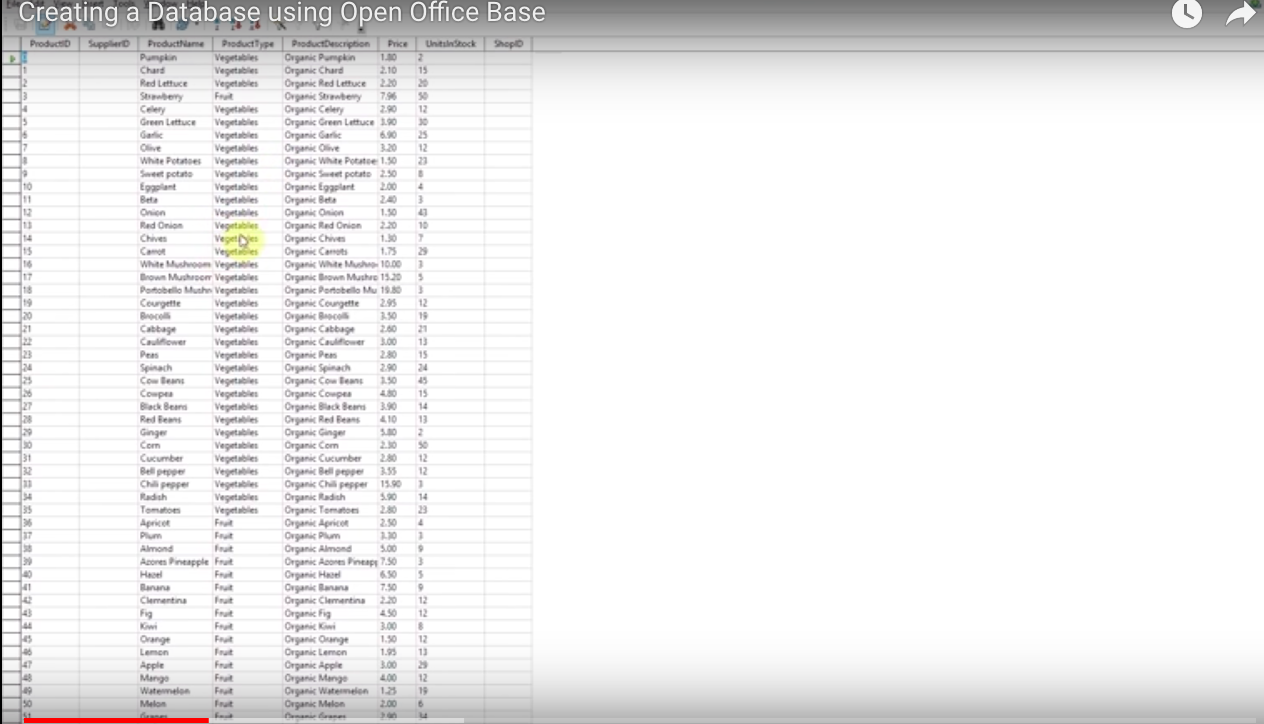 Creating a Database using Open Office Base
ProductID SupplierID ProductName ProductType ProductDescription Price UnitsInStock ShopID
Pumpkin Vegetables Organic Pumpkin 1.80 2
1 Chard Vegetables Organic Chard 2.10 15
2 Red Lettuce Vegetables Organic Red Lettuce 2.20 20
3 Strawberry Fruit Organic Strawberry 7.96 50
4 Celery Vegetables Organic Celery 2.90 12
5 Green Lettuce Vegetables Organic Green Lettuce 3.90 30
6 Garlic Vegetables Organic Garlic 6.90 25
7 Olive Vegetables Organic Olive 3.20 12
8 White Potatoes Vegetables Organic White Potatoe 1.50 23
9 Sweet potato Vegetables Organic Sweet potato 2.50 8
10 Eggplant Vegetables Organic Eggplant 2.00 4
11 Beta Vegetables Organic Beta 2.40 3
12 Onion Vegetables Organic Onion 1.50 43
13 Red Onion Vegetables Organic Red Onion 2.20 10
14 Chives Vegetables Organic Chives 1.30 7
15 Carrot Vegetables Organic Carrots 1.75 29
16 White Mushroom Vegetables Organic White Mushro 10.00 3
17 Brown Mushroom Vegetables Organic Brown Mushro 15.20 5
18 Portobello Mushr Vegetables Organic Portobello Mu 19.80 3
19 Courgette Vegetables Organic Courgette 2.95 12
20 Brocolli Vegetables Organic Brocolli 3.50 19
21 Cabbage Vegetables Organic Cabbage 2.60 21
22 Cauliflower Vegetables Organic Cauliflower 3.00 13
23 Peas Vegetables Organic Peas 2.80 15
24 Spinach Vegetables Organic Spinach 2.90 24
25 Cow Beans Vegetables Organic Cow Beans 3.50 45
26 Cowpea Vegetables Organic Cowpea 4.80 15
27 Black Beans Vegetables Organic Black Beans 3.90 14
28 Red Beans Vegetables Organic Red Beans 4.10 13
29 Ginger Vegetables Organic Ginger 5.80 2
30 Corn Vegetables Organic Corn 2.30 50
31 Cucumber Vegetables Organic Cucumber 2.80 12
32 Bell pepper Vegetables Organic Bell pepper 3.55 12
33 Chili pepper Vegetables Organic Chili pepper 15.90 3
34 Radish Vegetables Organic Radish 5.90 14
35 Tomatoes Vegetables Organic Tomatoes 2.80 23
36 Apricot Fruit Organic Apricot 2.50 4
37 Plum Fruit Organic Plum 3.30 3
38 Almond Fruit Organic Almond 5.00 9
39 Azores Pineapple Fruit Organic Azores Pineapp 7.50 3
40 Hazel Fruit Organic Hazel 6.50 5
41 Banana Fruit Organic Banana 7.50 9
42 Clementina Fruit Organic Clementina 2.20 12
43 Fig Fruit Organic Fig 4.50 12
44 Kiwi Fruit Organic Kiwi 3.00 8
45 Orange Fruit Organic Orange 1.50 12
46 Lemon Fruit Organic Lemon 1.95 13
47 Apple Fruit Organic Apple 3.00 29
48 Mango Fruit Organic Mango 4.00 12
49 Watermelon Fruit Organic Watermelon 1.25 19
50 Melon Fruit Organic Melon 2.00 6
51 Grapes Fruit Organic Grapes 2.90 34